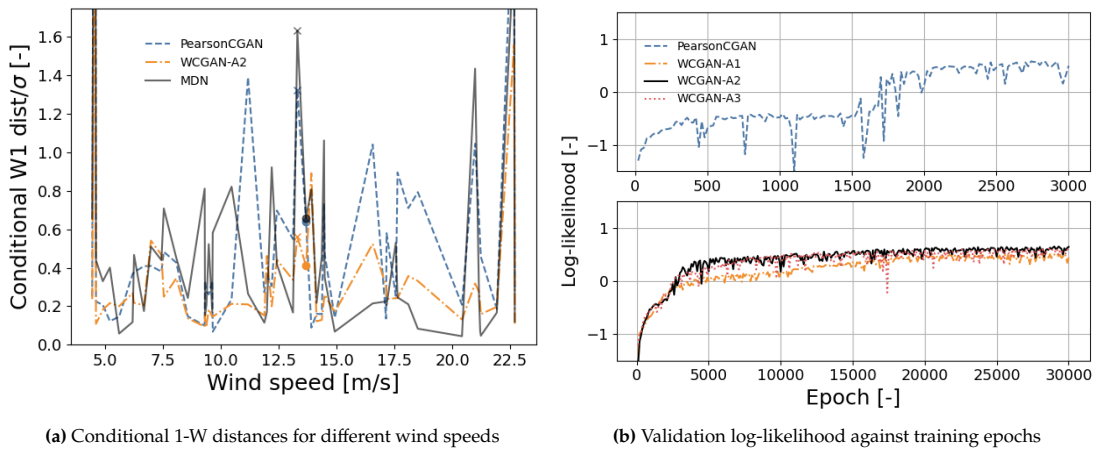 Conditional W1 dist/σ [-]
1.6
1.4
1.2
1.0
0.8
0.6
0.4
0.2
0.0
PearsonCGAN
WCGAN-A2
MDN
5.0 7.5 10.0 12.5 15.0 17.5 20.0 22.5
Wind speed [m/s]
(a) Conditional 1-W distances for different wind speeds
Log-likelihood [-]
1
0
−1
PearsonCGAN
WCGAN-A1
WCGAN-A2
WCGAN-A3
0 500 1000 1500 2000 2500 3000
1
0
−1
0 5000 10000 15000 20000 25000 30000
Epoch [-]
(b) Validation log-likelihood against training epochs